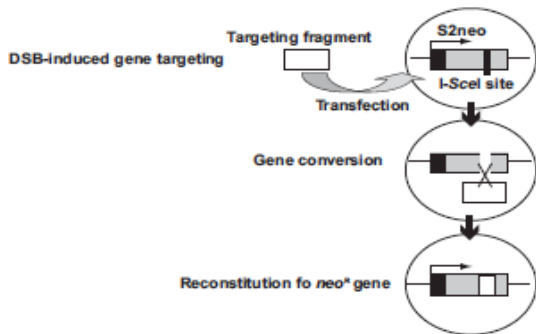 Targeting fragment
S2neo
DSB-induced gene targeting
I-SceI site
Transfection
Gene conversion
Reconstitution fo neo* gene